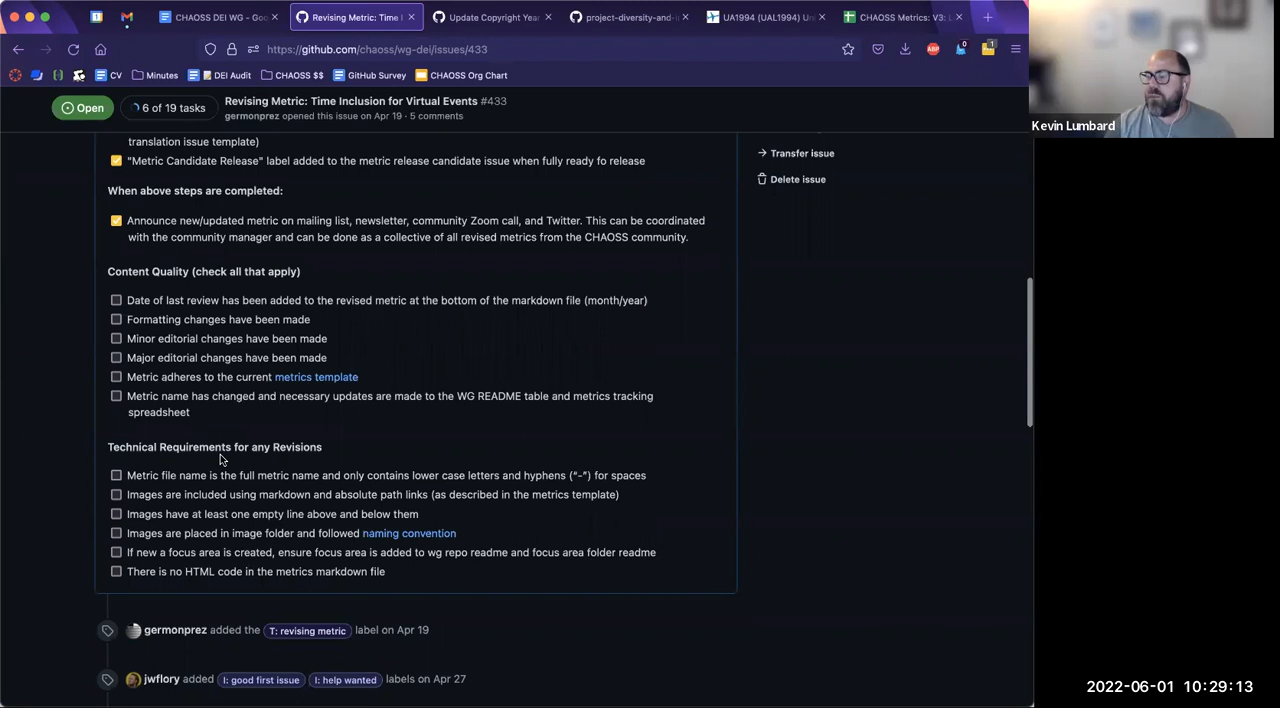 CHAOSS DEI WG - Goo
Revising Metric: Time I
Update Copyright Year
project-diversity-and-i
UA1994 (UAL1994) Un
CHAOSS Metrics: V3: L
https://github.com/chaoss/wg-dei/issues/433
ABP
0
1
CV
Minutes
DEI Audit
CHAOSS $$
GitHub Survey
CHAOSS Org Chart
Kevin Lumbard
Open
6 of 19 tasks
Revising Metric: Time Inclusion for Virtual Events #433
germonprez opened this issue on Apr 19 · 5 comments
translation issue template)
"Metric Candidate Release" label added to the metric release candidate issue when fully ready fo release
Transfer issue
Delete issue
When above steps are completed:
Announce new/updated metric on mailing list, newsletter, community Zoom call, and Twitter. This can be coordinated
with the community manager and can be done as a collective of all revised metrics from the CHAOSS community.
Content Quality (check all that apply)
Date of last review has been added to the revised metric at the bottom of the markdown file (month/year)
Formatting changes have been made
Minor editorial changes have been made
Major editorial changes have been made
Metric adheres to the current metrics template
Metric name has changed and necessary updates are made to the WG README table and metrics tracking
spreadsheet
Technical Requirements for any Revisions
Metric file name is the full metric name and only contains lower case letters and hyphens (“-”) for spaces
Images are included using markdown and absolute path links (as described in the metrics template)
Images have at least one empty line above and below them
Images are placed in image folder and followed naming convention
If new a focus area is created, ensure focus area is added to wg repo readme and focus area folder readme
There is no HTML code in the metrics markdown file
germonprez added the T: revising metric label on Apr 19
jwflory added I: good first issue I: help wanted labels on Apr 27
2022-06-01 10:29:13